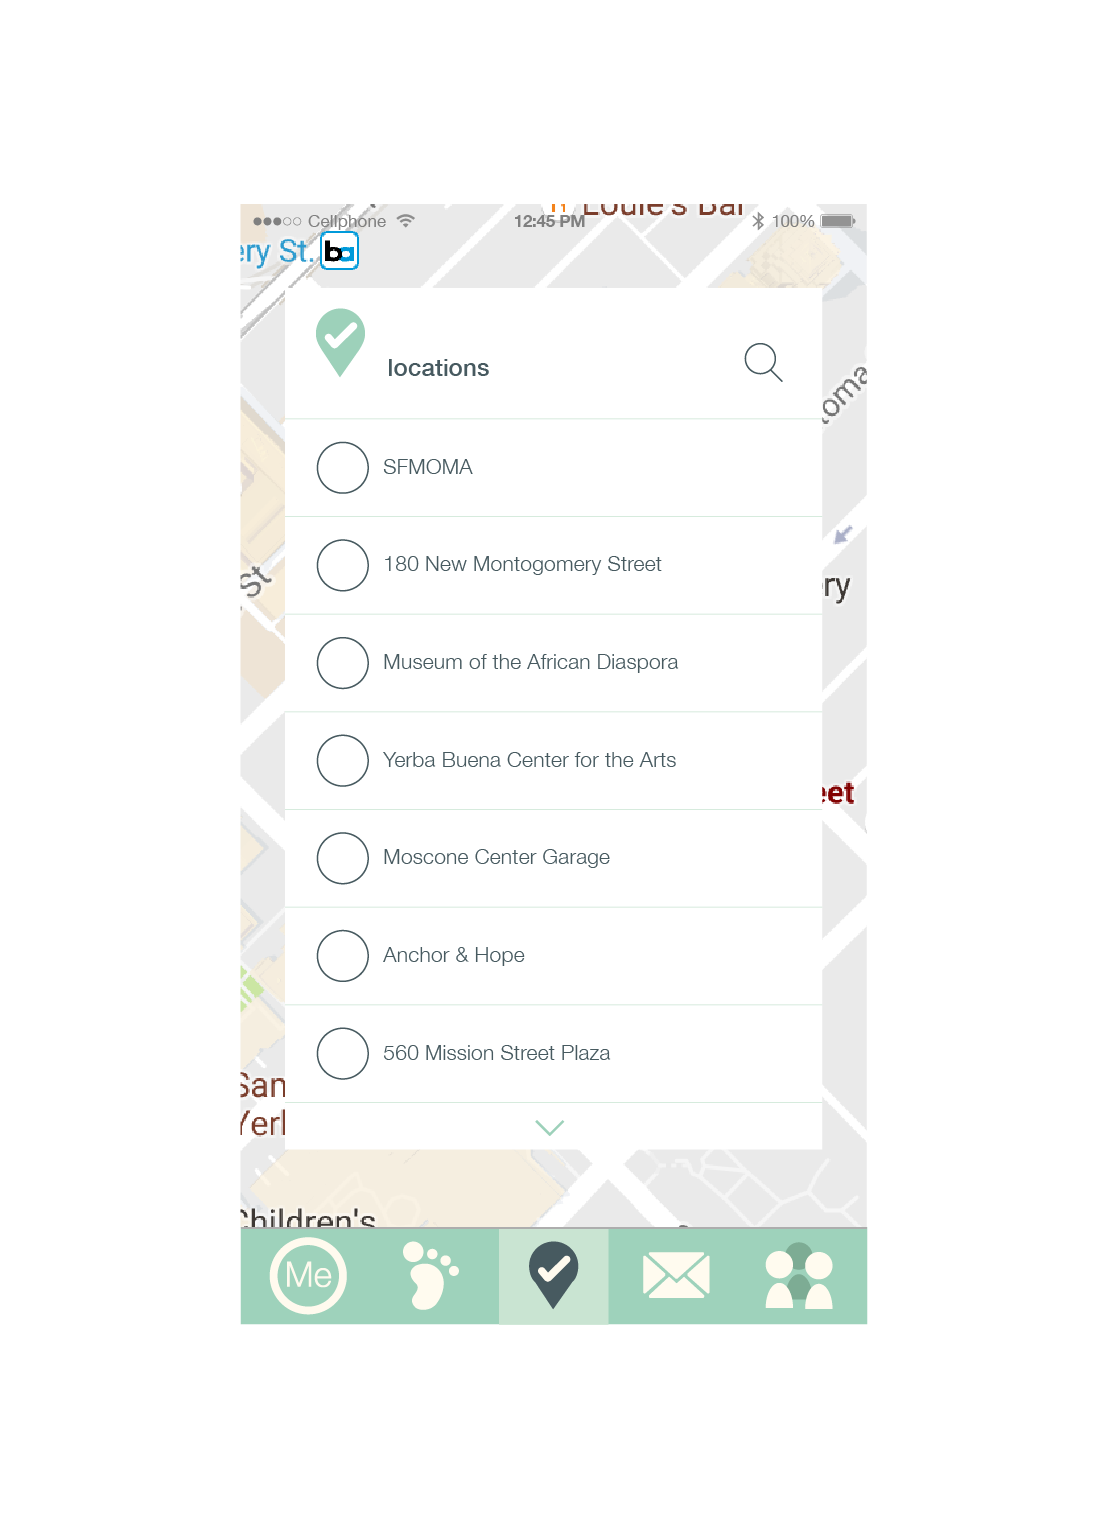 Louie's Bar
Cellphone
12:45 PM
100%
ery St.
ba
locations
oma
SFMOMA
180 New Montogomery Street
St
ry
Museum of the African Diaspora
Yerba Buena Center for the Arts
eet
Moscone Center Garage
Anchor & Hope
560 Mission Street Plaza
San
Yerb
Children's
Me